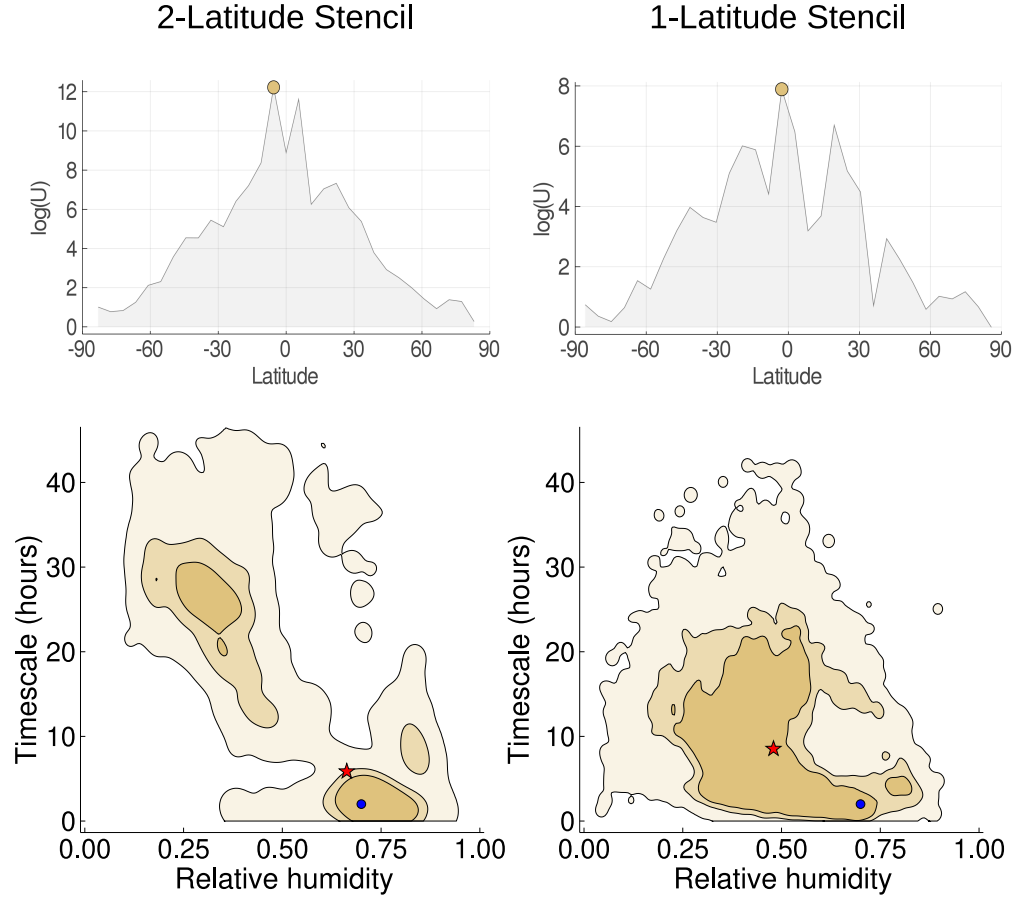 2-Latitude Stencil
1-Latitude Stencil
log(U)
12
10
8
6
4
2
0
-90 -60 -30 0 30 60 90
Latitude
log(U)
8
6
4
2
0
-90 -60 -30 0 30 60 90
Latitude
Timescale (hours)
40
30
20
10
0
0.00 0.25 0.50 0.75 1.00
Relative humidity
Timescale (hours)
40
30
20
10
0
0.00 0.25 0.50 0.75 1.00
Relative humidity